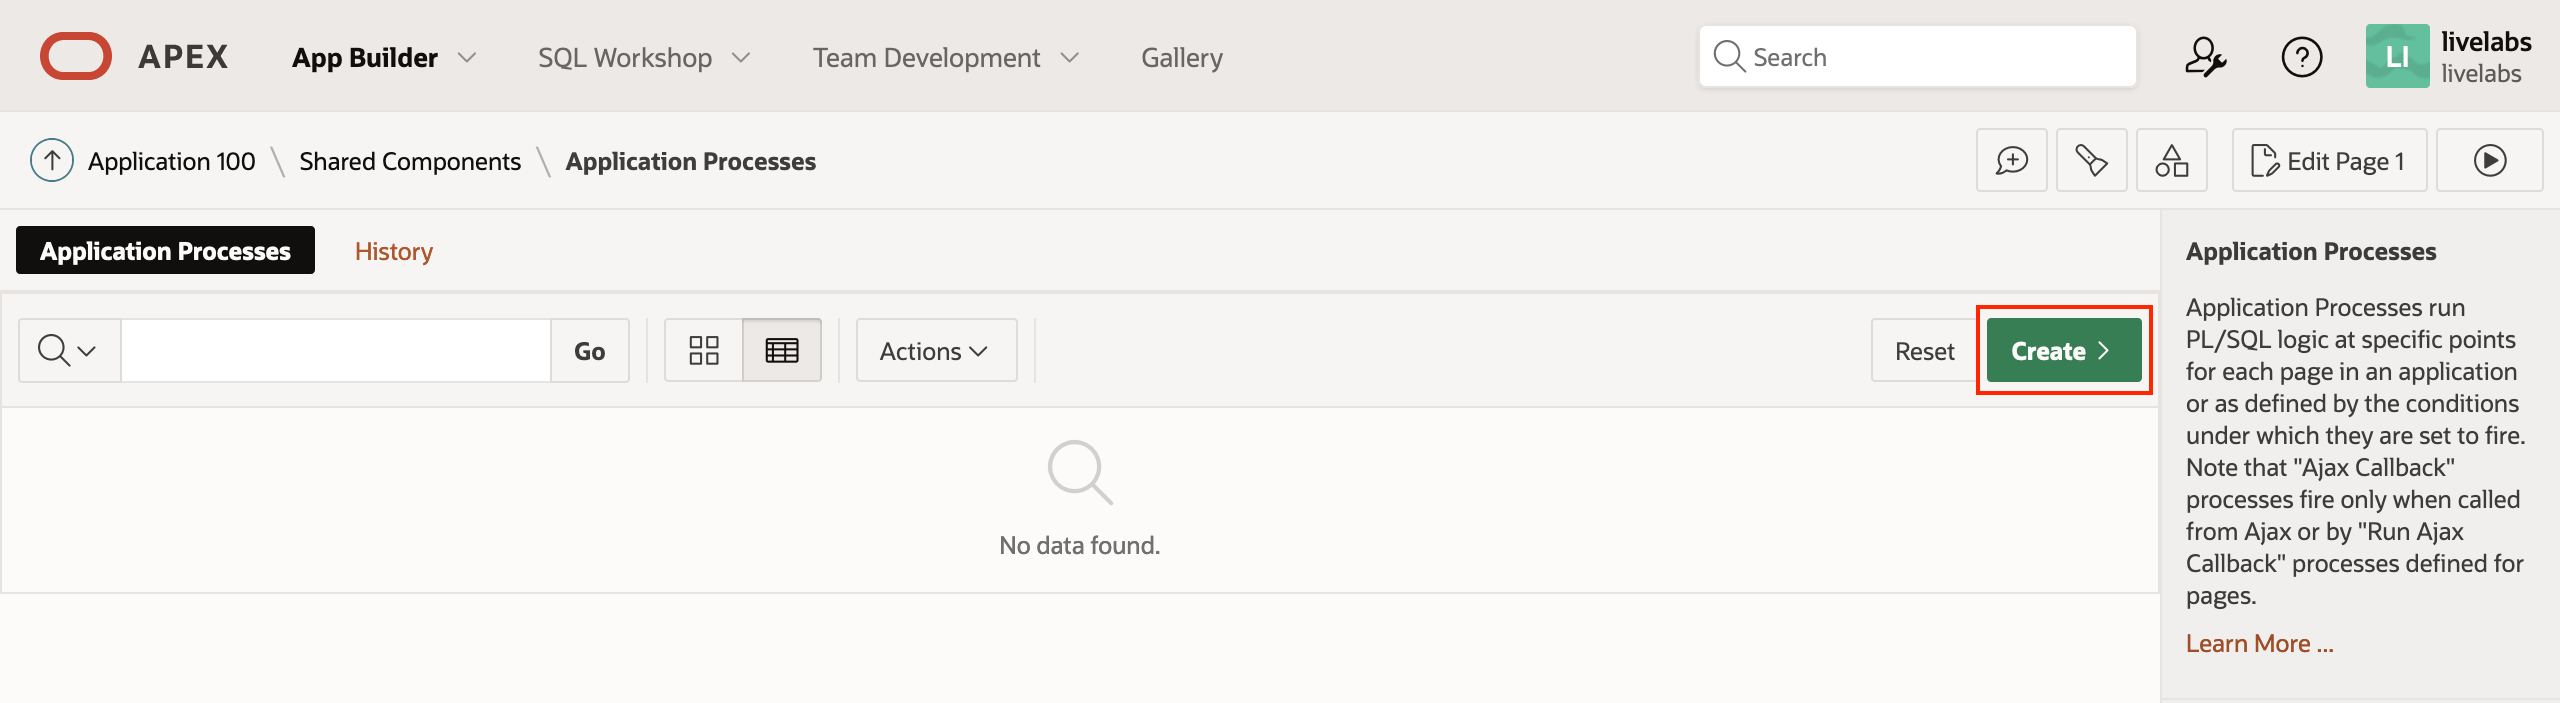 APEX App Builder SQL Workshop Team Development Gallery Search ? LI livelabs
livelabs
Application 100 \ Shared Components \ Application Processes Edit Page 1
Application Processes History
Go Actions Reset Create
No data found.
Application Processes
Application Processes run
PL/SQL logic at specific points
for each page in an application
or as defined by the conditions
under which they are set to fire.
Note that "Ajax Callback"
processes fire only when called
from Ajax or by "Run Ajax
Callback" processes defined for
pages.
Learn More ...